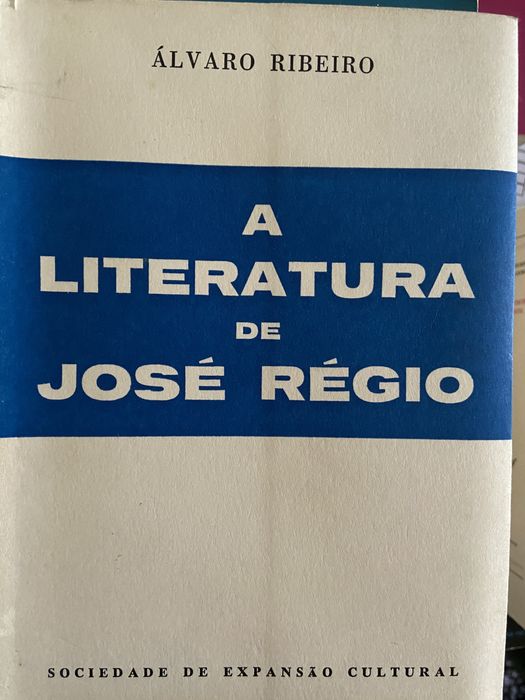 ÁLVARO RIBEIRO
A
LITERATURA
DE
JOSÉ RÉGIO
SOCIEDADE DE EXPANSÃO CULTURAL